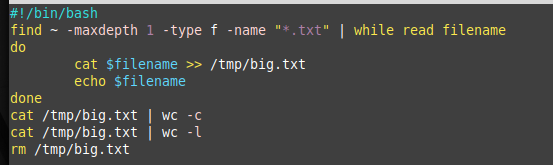 #!/bin/bash
find ~ -maxdepth 1 -type f -name "*.txt" | while read filename
do
        cat $filename >> /tmp/big.txt
        echo $filename
done
cat /tmp/big.txt | wc -c
cat /tmp/big.txt | wc -l
rm /tmp/big.txt